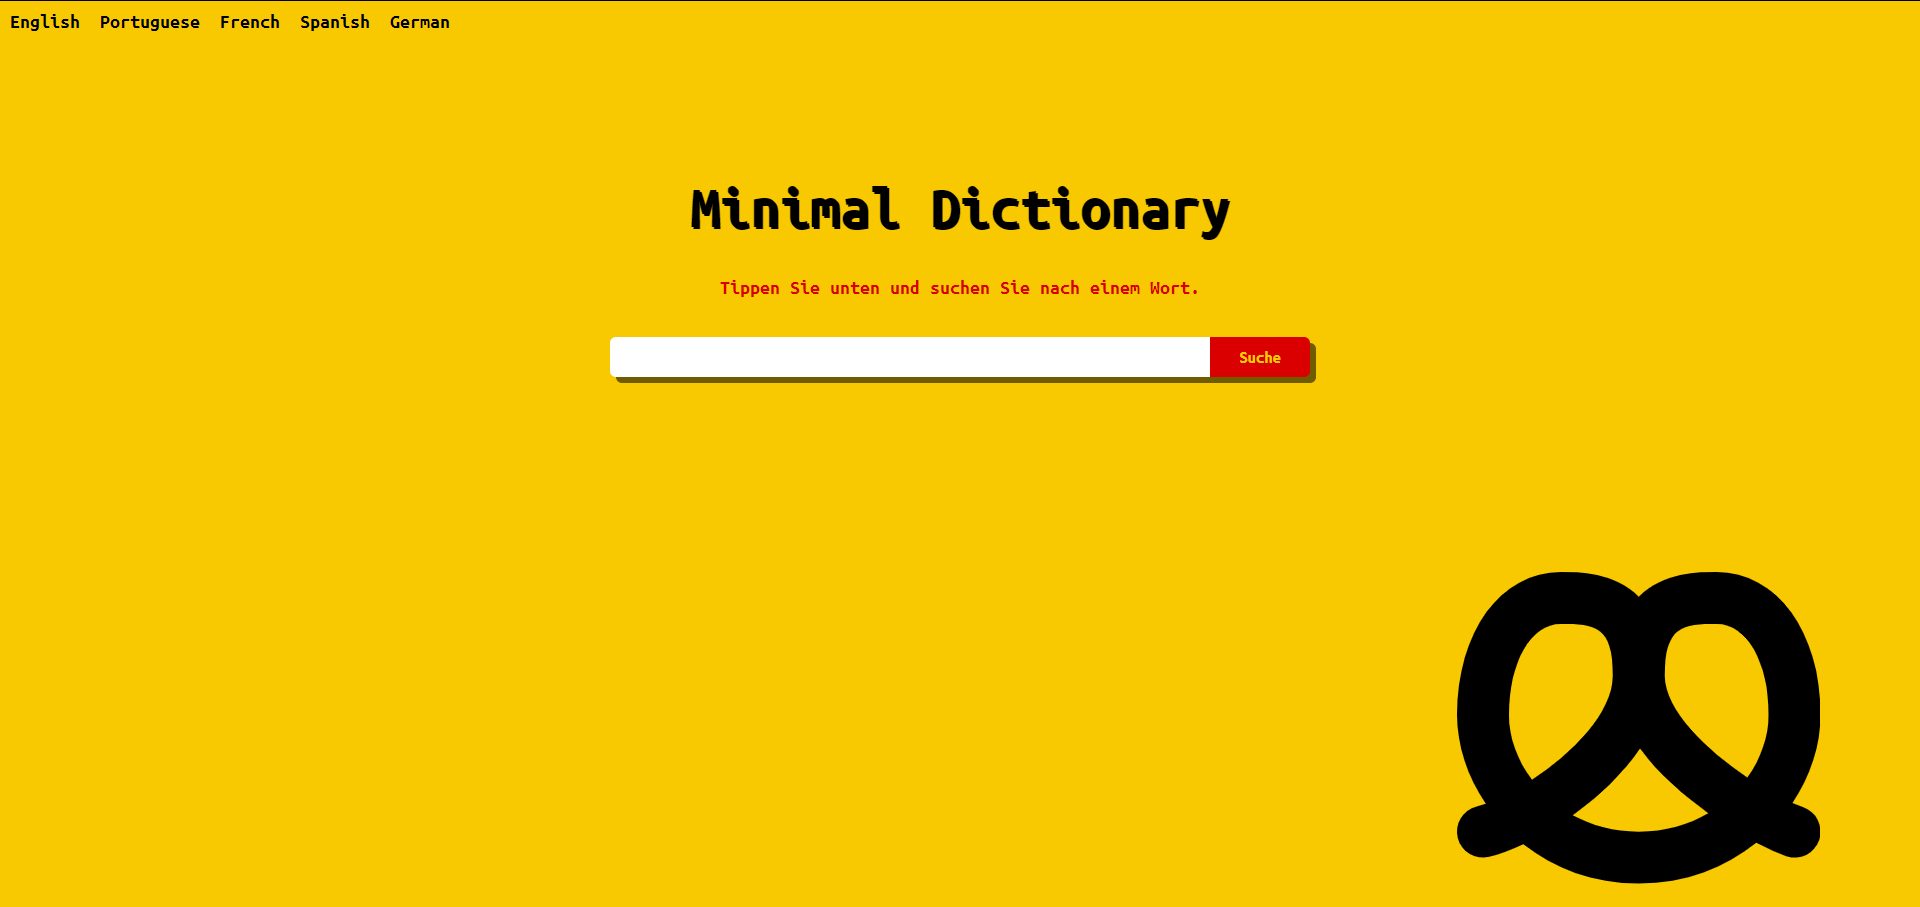 English Portuguese French Spanish German
Minimal Dictionary
Tippen Sie unten und suchen Sie nach einem Wort.
Suche